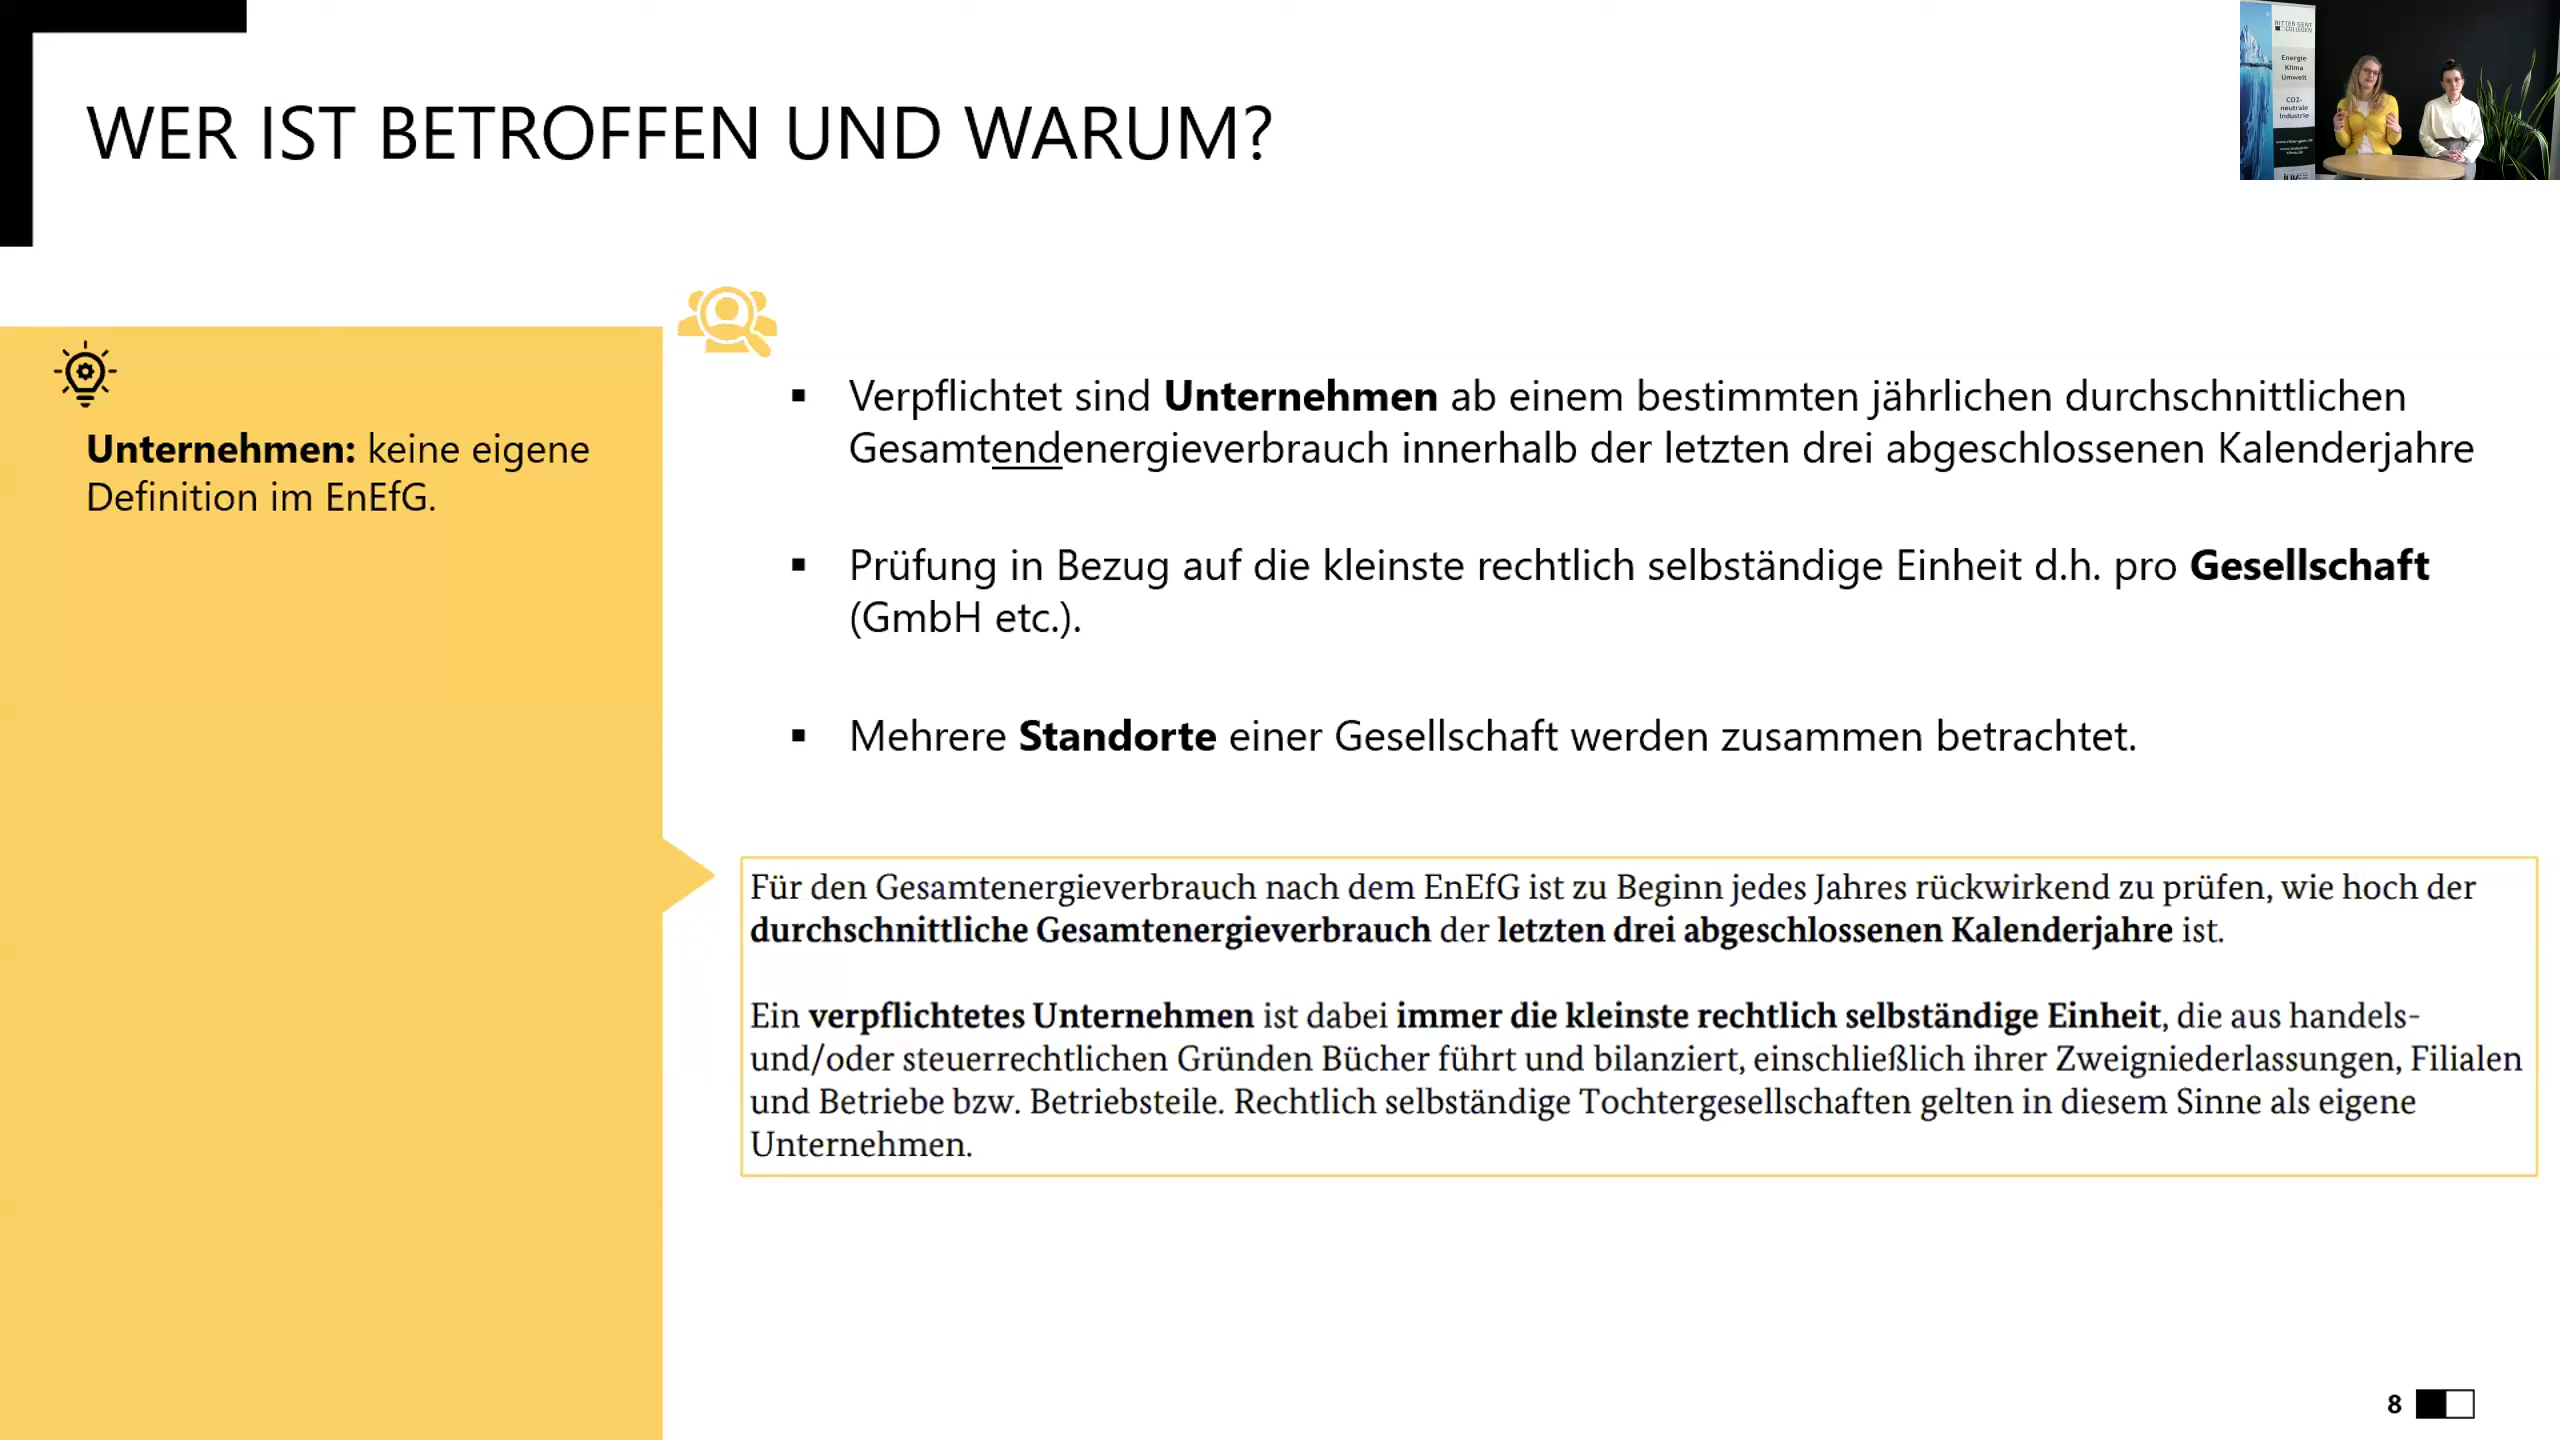 WER IST BETROFFEN UND WARUM?
RITTER GENT
COLLEGEN
Energie
Klima
Umwelt
CO2-
neutrale
Industrie
Unternehmen: keine eigene
Definition im EnEfG.
▪ Verpflichtet sind Unternehmen ab einem bestimmten jährlichen durchschnittlichen
Gesamtendenergieverbrauch innerhalb der letzten drei abgeschlossenen Kalenderjahre
▪ Prüfung in Bezug auf die kleinste rechtlich selbständige Einheit d.h. pro Gesellschaft
(GmbH etc.).
▪ Mehrere Standorte einer Gesellschaft werden zusammen betrachtet.
Für den Gesamtenergieverbrauch nach dem EnEfG ist zu Beginn jedes Jahres rückwirkend zu prüfen, wie hoch der
durchschnittliche Gesamtenergieverbrauch der letzten drei abgeschlossenen Kalenderjahre ist.
Ein verpflichtetes Unternehmen ist dabei immer die kleinste rechtlich selbständige Einheit, die aus handels-
und/oder steuerrechtlichen Gründen Bücher führt und bilanziert, einschließlich ihrer Zweigniederlassungen, Filialen
und Betriebe bzw. Betriebsteile. Rechtlich selbständige Tochtergesellschaften gelten in diesem Sinne als eigene
Unternehmen.
8